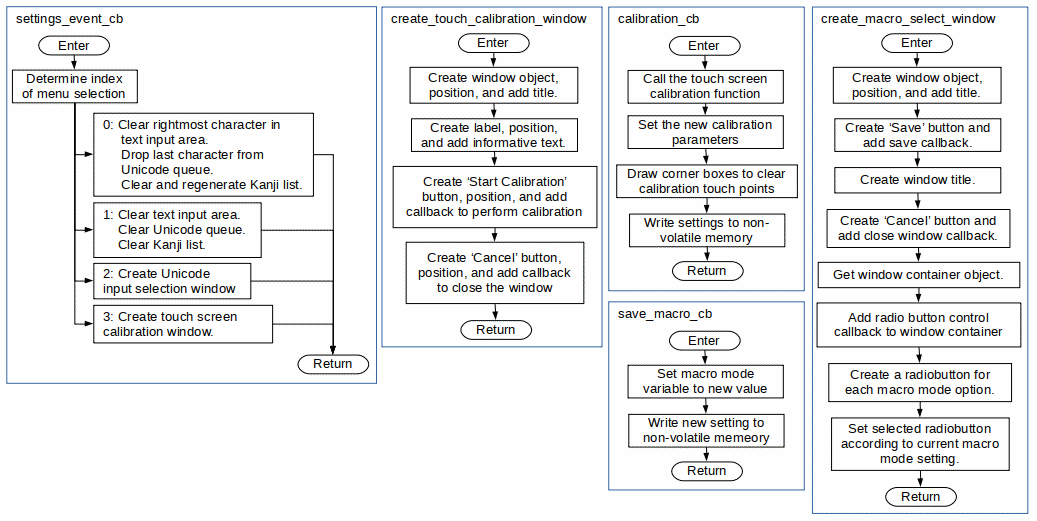 settings_event_cb
Enter
Determine index
of menu selection
0: Clear rightmost character in
text input area.
Drop last character from
Unicode queue.
Clear and regenerate Kanji list.
1: Clear text input area.
Clear Unicode queue.
Clear Kanji list.
2: Create Unicode
input selection window
3: Create touch screen
calibration window.
Return
create_touch_calibration_window
Enter
Create window object,
position, and add title.
Create label, position,
and add informative text.
Create ‘Start Calibration’
button, position, and add
callback to perform calibration
Create ‘Cancel’ button,
position, and add callback
to close the window
Return
calibration_cb
Enter
Call the touch screen
calibration function
Set the new calibration
parameters
Draw corner boxes to clear
calibration touch points
Write settings to non-
volatile memory
Return
save_macro_cb
Enter
Set macro mode
variable to new value
Write new setting to
non-volatile memeory
Return
create_macro_select_window
Enter
Create window object,
position, and add title.
Create ‘Save’ button and
add save callback.
Create window title.
Create ‘Cancel’ button and
add close window callback.
Get window container object.
Add radio button control
callback to window container
Create a radiobutton for
each macro mode option.
Set selected radiobutton
according to current macro
mode setting.
Return